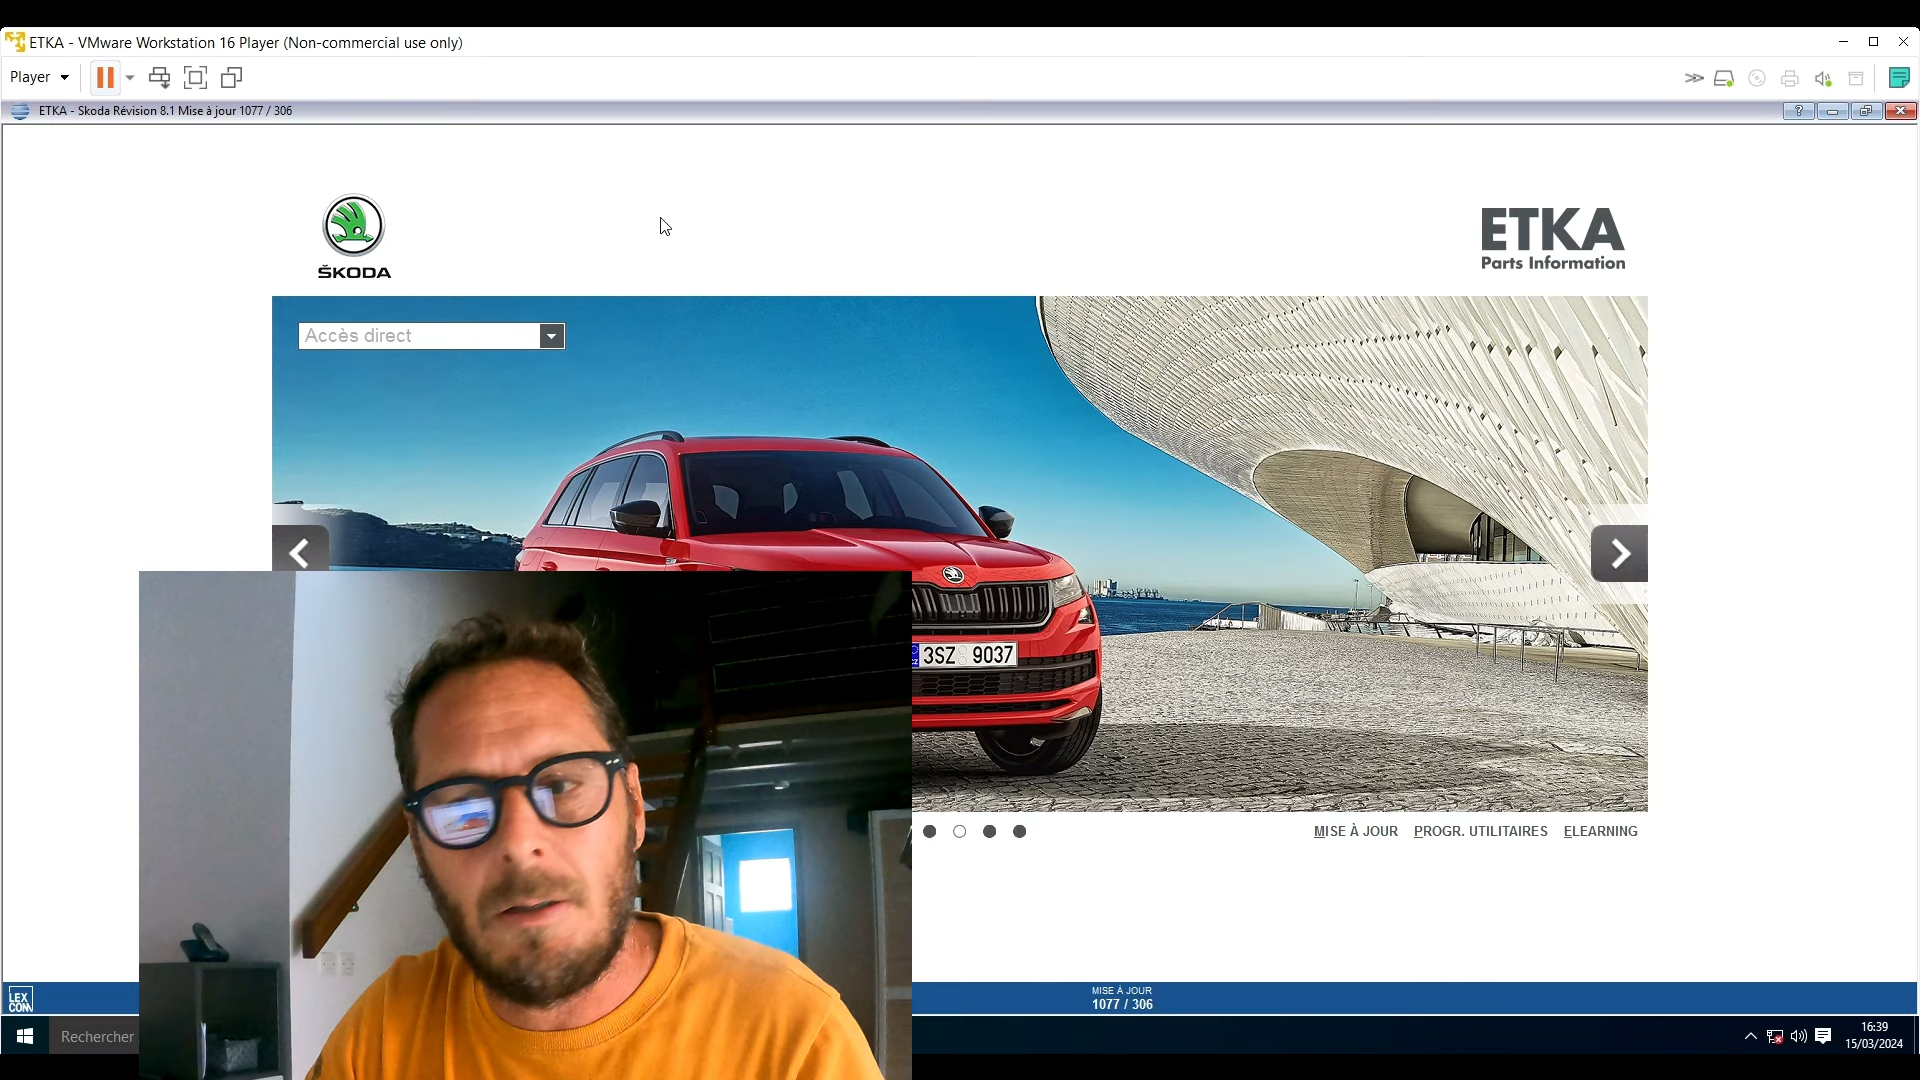 ETKA - VMware Workstation 16 Player (Non-commercial use only)
Player
ETKA - Skoda Révision 8.1 Mise à jour 1077 / 306
?
ŠKODA
ETKA
Parts Information
Accès direct
3SZ 9037
MISE À JOUR PROGR. UTILITAIRES ELEARNING
LEX
COM
MISE À JOUR
1077 / 306
Rechercher
16:39
15/03/2024